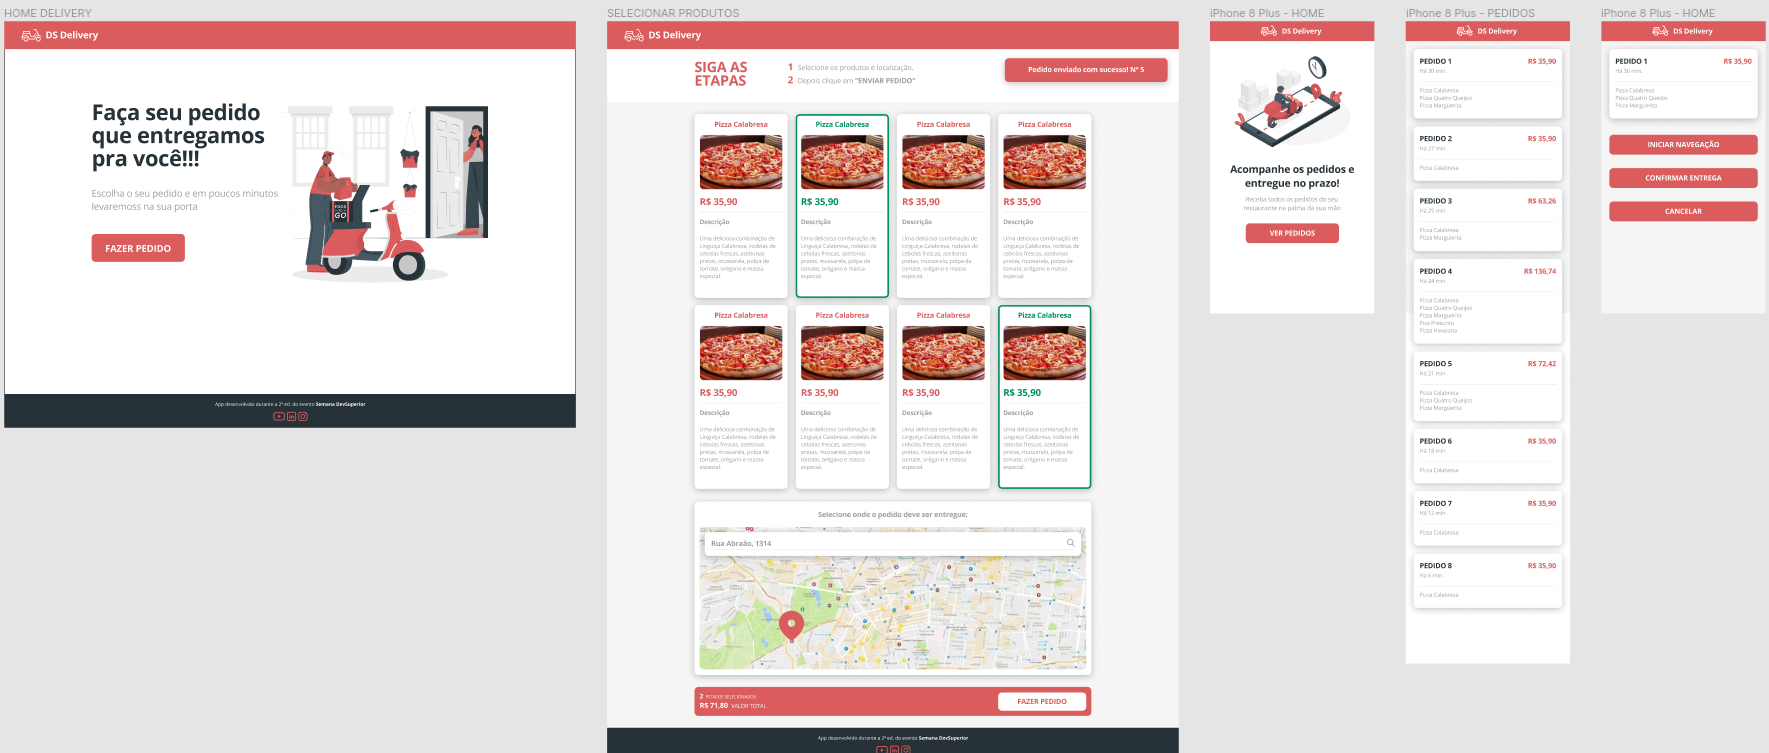 HOME DELIVERY
DS Delivery
Faça seu pedido
que entregamos
pra você!!!
Escolha o seu pedido e em poucos minutos
levaremoss na sua porta
FAZER PEDIDO
FOOD
GO
App desenvolvido durante a 2ª ed. do evento Semana DevSuperior
SELECIONAR PRODUTOS
DS Delivery
SIGA AS
ETAPAS
1 Selecione os produtos e localização.
2 Depois clique em "ENVIAR PEDIDO"
Pedido enviado com sucesso! Nº 5
Pizza Calabresa
R$ 35,90
Descrição
Uma deliciosa combinação de
Linguiça Calabresa, rodelas de
cebolas frescas, azeitonas
pretas, mussarela, polpa de
tomate, orégano e massa
especial.
Pizza Calabresa
R$ 35,90
Descrição
Uma deliciosa combinação de
Linguiça Calabresa, rodelas de
cebolas frescas, azeitonas
pretas, mussarela, polpa de
tomate, orégano e massa
especial.
Pizza Calabresa
R$ 35,90
Descrição
Uma deliciosa combinação de
Linguiça Calabresa, rodelas de
cebolas frescas, azeitonas
pretas, mussarela, polpa de
tomate, orégano e massa
especial.
Pizza Calabresa
R$ 35,90
Descrição
Uma deliciosa combinação de
Linguiça Calabresa, rodelas de
cebolas frescas, azeitonas
pretas, mussarela, polpa de
tomate, orégano e massa
especial.
Pizza Calabresa
R$ 35,90
Descrição
Uma deliciosa combinação de
Linguiça Calabresa, rodelas de
cebolas frescas, azeitonas
pretas, mussarela, polpa de
tomate, orégano e massa
especial.
Pizza Calabresa
R$ 35,90
Descrição
Uma deliciosa combinação de
Linguiça Calabresa, rodelas de
cebolas frescas, azeitonas
pretas, mussarela, polpa de
tomate, orégano e massa
especial.
Pizza Calabresa
R$ 35,90
Descrição
Uma deliciosa combinação de
Linguiça Calabresa, rodelas de
cebolas frescas, azeitonas
pretas, mussarela, polpa de
tomate, orégano e massa
especial.
Pizza Calabresa
R$ 35,90
Descrição
Uma deliciosa combinação de
Linguiça Calabresa, rodelas de
cebolas frescas, azeitonas
pretas, mussarela, polpa de
tomate, orégano e massa
especial.
Selecione onde o pedido deve ser entregue:
Rua Abraão, 1314
2 PEDIDOS SELECIONADOS
R$ 71,80 VALOR TOTAL
FAZER PEDIDO
App desenvolvido durante a 2ª ed. do evento Semana DevSuperior
iPhone 8 Plus - HOME
DS Delivery
Acompanhe os pedidos e
entregue no prazo!
Receba todos os pedidos do seu
restaurante na palma da sua mão
VER PEDIDOS
iPhone 8 Plus - PEDIDOS
DS Delivery
PEDIDO 1 R$ 35,90
Há 30 min.
Pizza Calabresa
Pizza Quatro Queijos
Pizza Marguerita
PEDIDO 2 R$ 35,90
Há 27 min.
Pizza Calabresa
PEDIDO 3 R$ 63,26
Há 25 min.
Pizza Calabresa
Pizza Marguerita
PEDIDO 4 R$ 136,74
Há 24 min.
Pizza Calabresa
Pizza Quatro Queijos
Pizza Marguerita
Piza Presunto
Pizza Havaiana
PEDIDO 5 R$ 72,42
Há 21 min.
Pizza Calabresa
Pizza Quatro Queijos
Pizza Marguerita
PEDIDO 6 R$ 35,90
Há 18 min.
Pizza Calabresa
PEDIDO 7 R$ 35,90
Há 12 min.
Pizza Calabresa
PEDIDO 8 R$ 35,90
Há 6 min.
Pizza Calabresa
iPhone 8 Plus - HOME
DS Delivery
PEDIDO 1 R$ 35,90
Há 30 min.
Pizza Calabresa
Pizza Quatro Queijos
Pizza Marguerita
INICIAR NAVEGAÇÃO
CONFIRMAR ENTREGA
CANCELAR